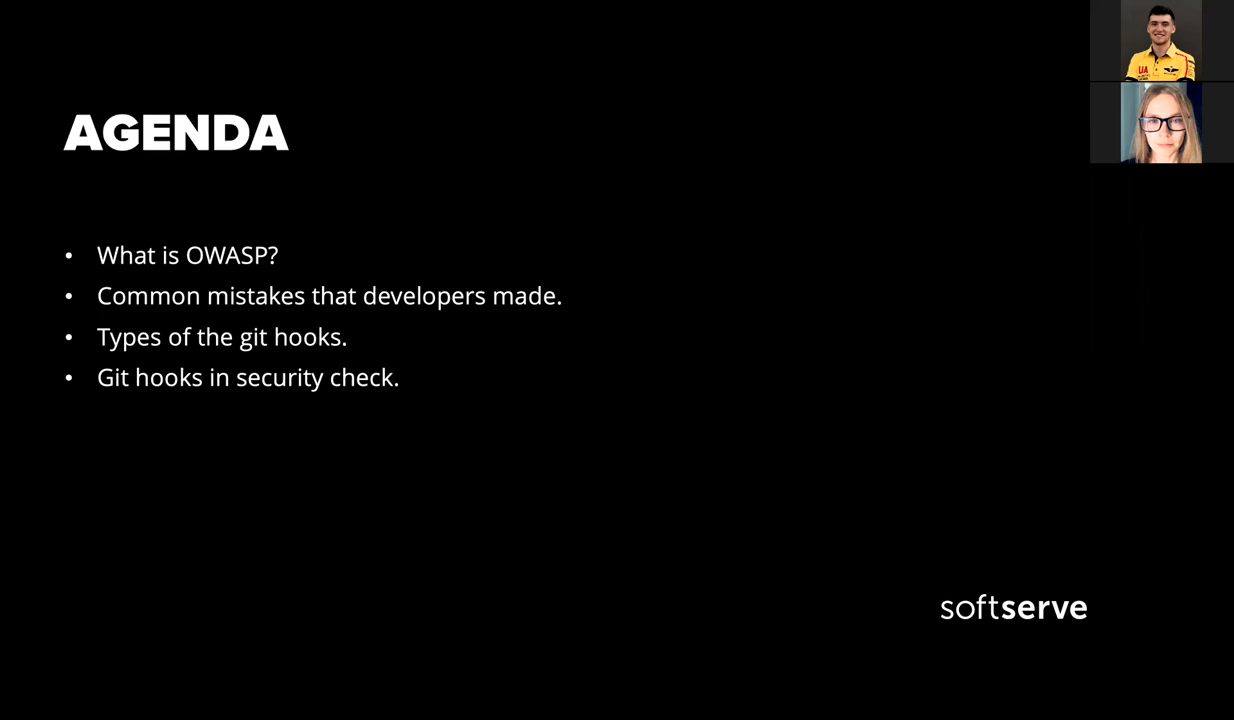 AGENDA
• What is OWASP?
• Common mistakes that developers made.
• Types of the git hooks.
• Git hooks in security check.
softserve
UA